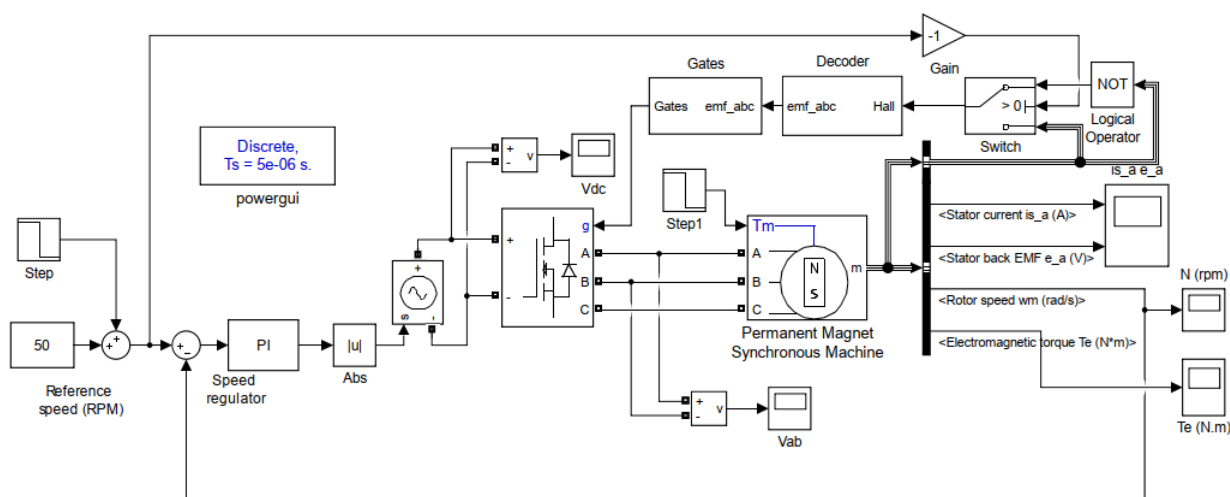 -1
Gain
Gates
Decoder
Gates
emf_abc
emf_abc
Hall
> 0
Switch
NOT
Logical
Operator
Discrete,
Ts = 5e-06 s.
powergui
+
-
v
Vdc
is_a e_a
Step
Step1
g
+
-
A
B
C
Tm
A
B
C
N
S
m
Permanent Magnet
Synchronous Machine
<Stator current is_a (A)>
<Stator back EMF e_a (V)>
<Rotor speed wm (rad/s)>
<Electromagnetic torque Te (N*m)>
N (rpm)
Te (N.m)
+
s
-
50
Reference
speed (RPM)
+
+
+
-
PI
Speed
regulator
|u|
Abs
+
-
v
Vab